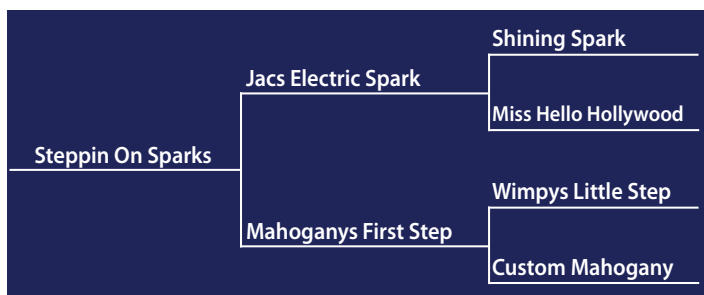 Shining Spark
Jacs Electric Spark
Miss Hello Hollywood
Steppin On Sparks
Wimpys Little Step
Mahoganys First Step
Custom Mahogany